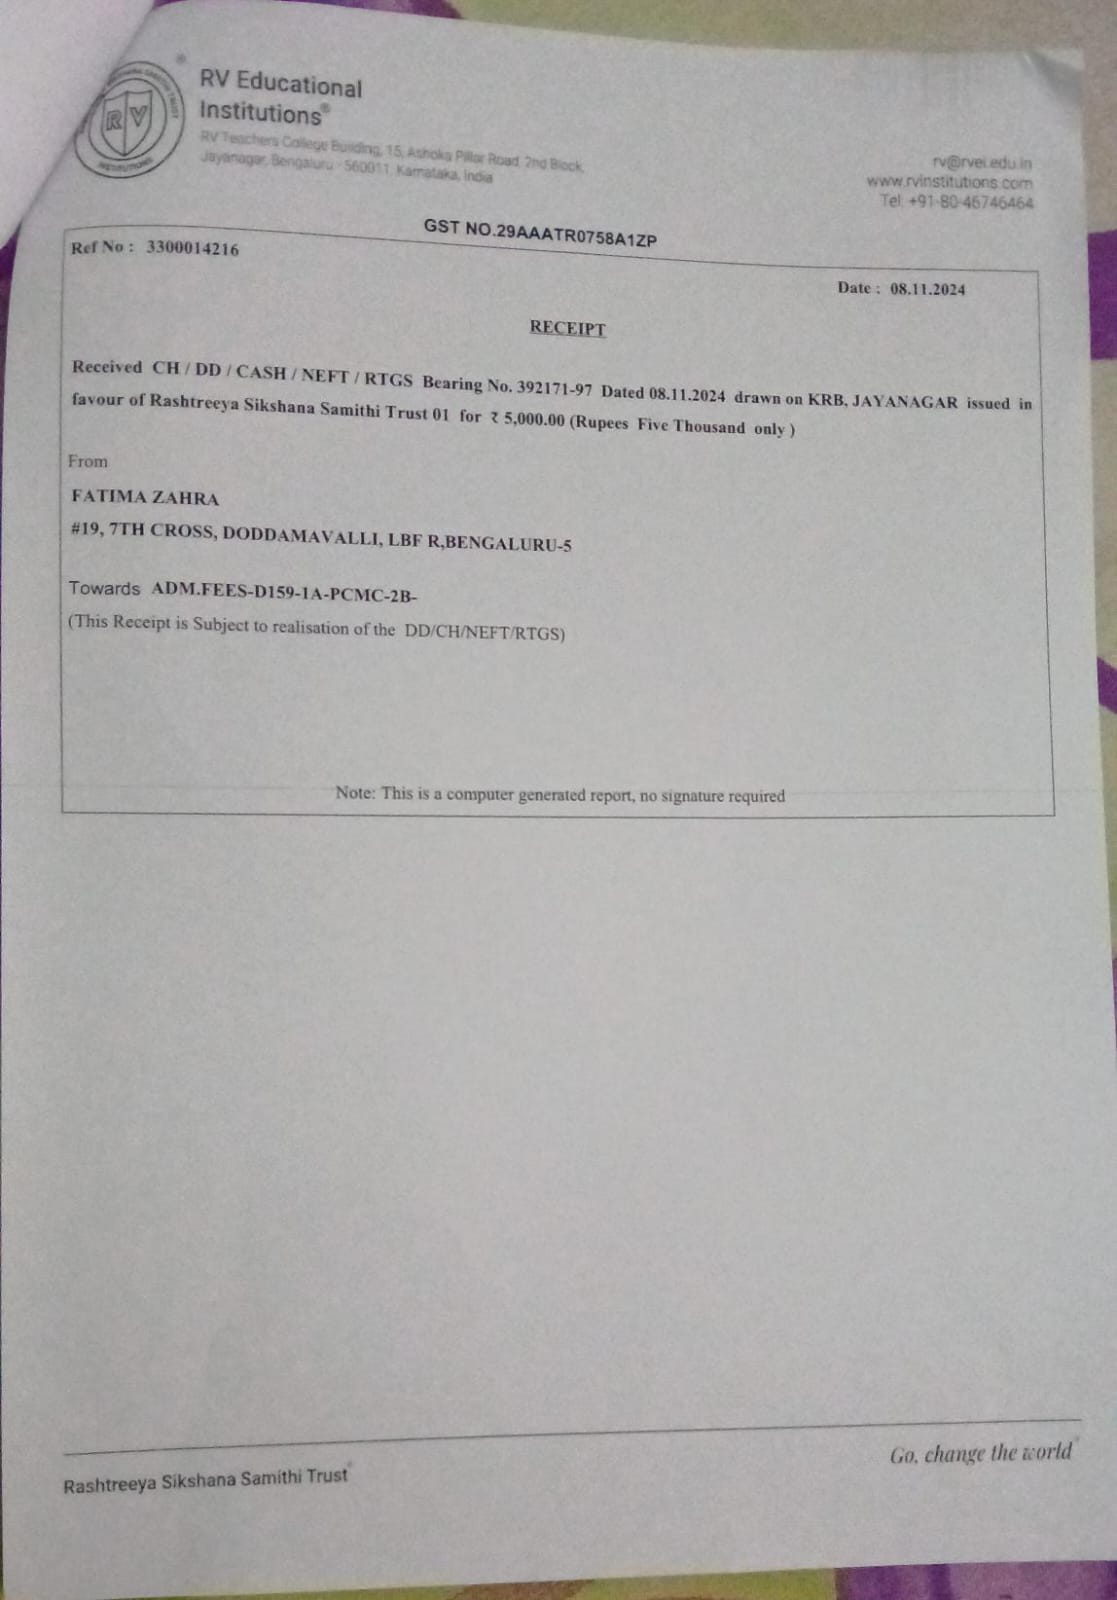 RV Educational
Institutions®
RV Teachers College Building, 15, Ashoka Pillar Road, 2nd Block,
Jayanagar, Bengaluru - 560011, Karnataka, India
rv@rvei.edu.in
www.rvinstitutions.com
Tel: +91-80-46746464
RV
INSTITUTIONS
GST NO.29AAATR0758A1ZP
Ref No : 3300014216
Date : 08.11.2024
RECEIPT
Received CH / DD / CASH / NEFT / RTGS Bearing No. 392171-97 Dated 08.11.2024 drawn on KRB, JAYANAGAR issued in
favour of Rashtreeya Sikshana Samithi Trust 01 for ₹ 5,000.00 (Rupees Five Thousand only )
From
FATIMA ZAHRA
#19, 7TH CROSS, DODDAMAVALLI, LBF R,BENGALURU-5
Towards ADM.FEES-D159-1A-PCMC-2B-
(This Receipt is Subject to realisation of the DD/CH/NEFT/RTGS)
Note: This is a computer generated report, no signature required
Rashtreeya Sikshana Samithi Trust®
Go, change the world®